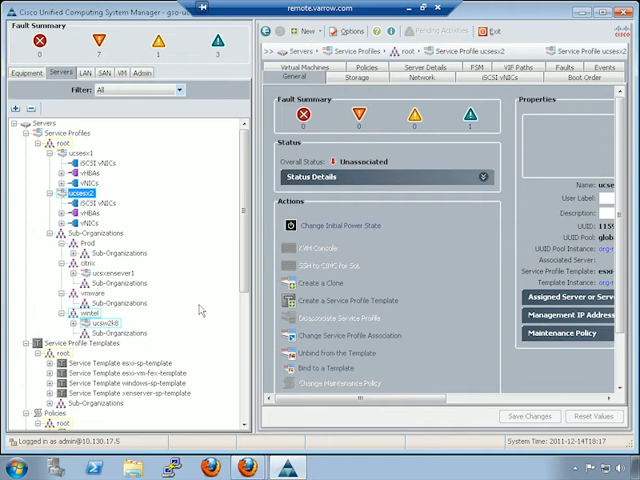 remote.varrow.com
Cisco Unified Computing System Manager - gso-uc
Fault Summary
0
7
1
3
Equipment Servers LAN SAN VM Admin
Filter: All
Servers
Service Profiles
root
ucsesx1
iSCSI vNICs
vHBAs
vNICs
ucsesx2
iSCSI vNICs
vHBAs
vNICs
Sub-Organizations
Prod
Sub-Organizations
citrix
ucsxenserver1
Sub-Organizations
vmware
Sub-Organizations
wintel
ucsw2k8
Sub-Organizations
Service Profile Templates
root
Service Template esxi-sp-template
Service Template esxi-vm-fex-template
Service Template windows-sp-template
Service Template xenserver-sp-template
Sub-Organizations
Policies
root
Logged in as admin@10.130.17.5
New Options Pending Activities Exit
>> Servers Service Profiles root Service Profile ucsesx2 Service Profile ucsesx2
Virtual Machines Policies Server Details FSM VIF Paths Faults Events
General Storage Network iSCSI vNICs Boot Order
Fault Summary
0
0
0
1
Status
Overall Status: Unassociated
Status Details
Actions
Change Initial Power State
KVM Console
SSH to CIMC for SoL
Create a Clone
Create a Service Profile Template
Disassociate Service Profile
Change Service Profile Association
Unbind from the Template
Bind to a Template
Change Maintenance Policy
Properties
Name: ucse
User Label:
Description:
UUID: 1159
UUID Pool: glob
UUID Pool Instance: org-r
Associated Server:
Service Profile Template: esxi-
Template Instance: org-r
Assigned Server or Serve
Management IP Address
Maintenance Policy
Save Changes Reset Values
System Time: 2011-12-14T18:17